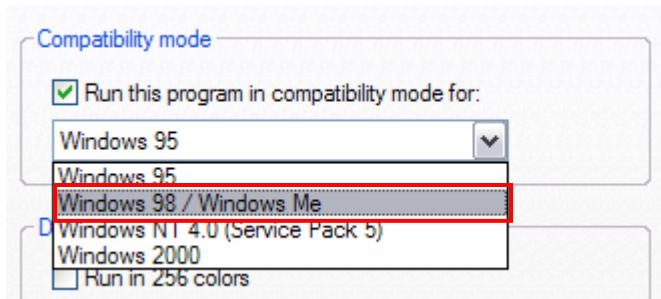 Compatibility mode
Run this program in compatibility mode for:
Windows 95
Windows 95
Windows 98 / Windows Me
D
Windows NT 4.0 (Service Pack 5)
Windows 2000
Run in 256 colors